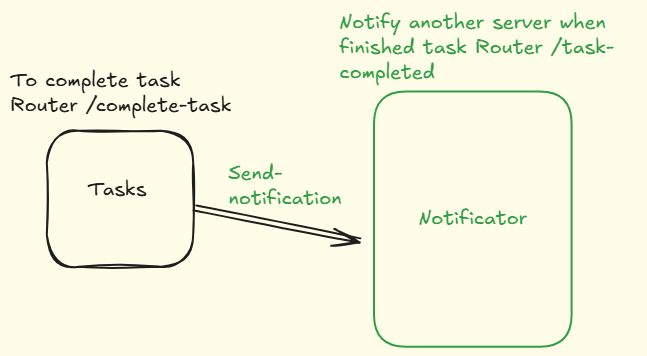 Notify another server when
finished task Router /task-
completed
To complete task
Router /complete-task
Tasks
Send-
notification
Notificator